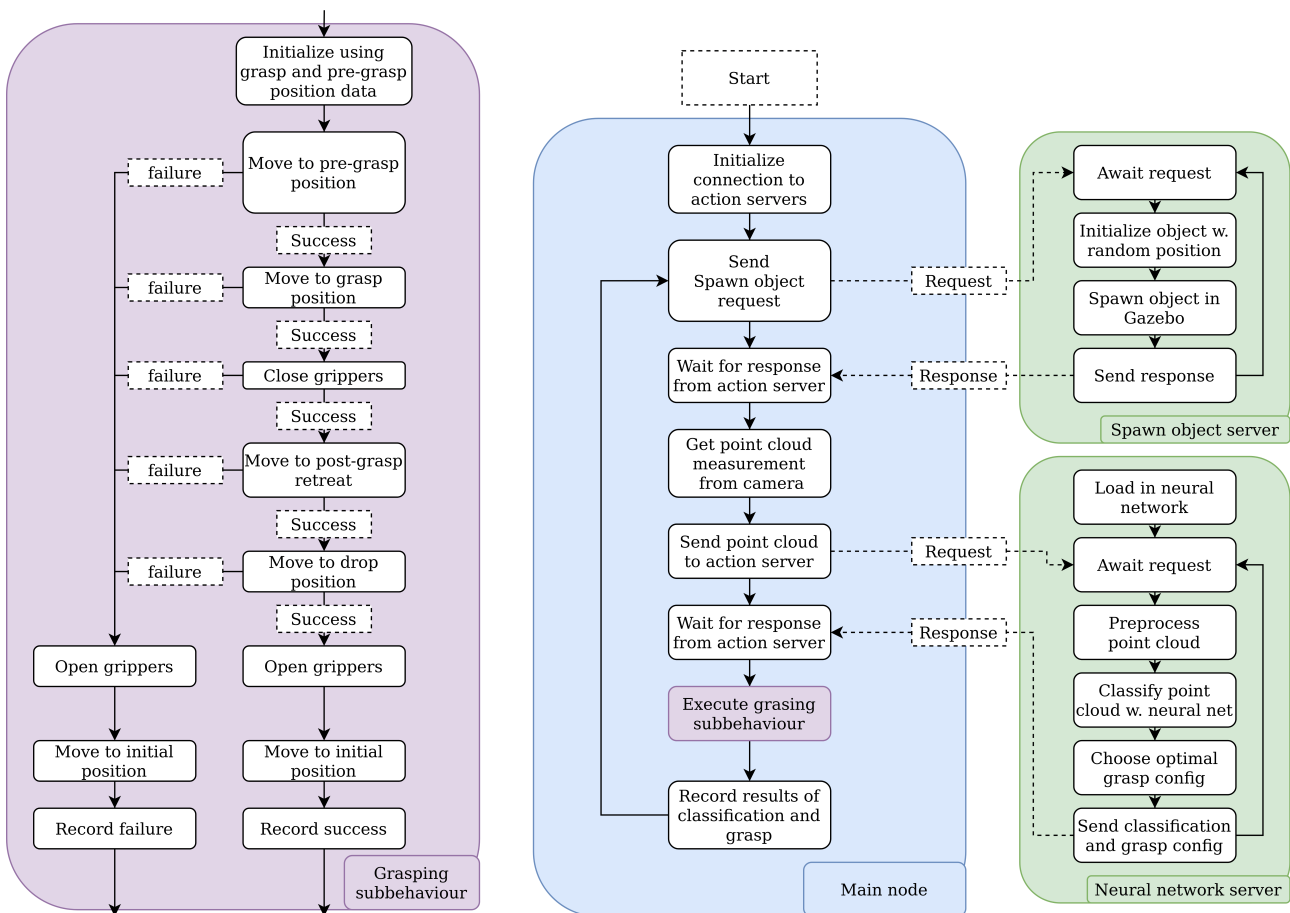 Initialize using
grasp and pre-grasp
position data
Move to pre-grasp
position
failure
Success
Move to grasp
position
failure
Success
Close grippers
failure
Success
Move to post-grasp
retreat
failure
Success
Move to drop
position
failure
Success
Open grippers
Open grippers
Move to initial
position
Move to initial
position
Record failure
Record success
Grasping
subbehaviour
Start
Initialize
connection to
action servers
Send
Spawn object
request
Request
Wait for response
from action server
Response
Get point cloud
measurement
from camera
Send point cloud
to action server
Request
Wait for response
from action server
Response
Execute grasing
subbehaviour
Record results of
classification and
grasp
Main node
Await request
Initialize object w.
random position
Spawn object in
Gazebo
Send response
Spawn object server
Load in neural
network
Await request
Preprocess
point cloud
Classify point
cloud w. neural net
Choose optimal
grasp config
Send classification
and grasp config
Neural network server